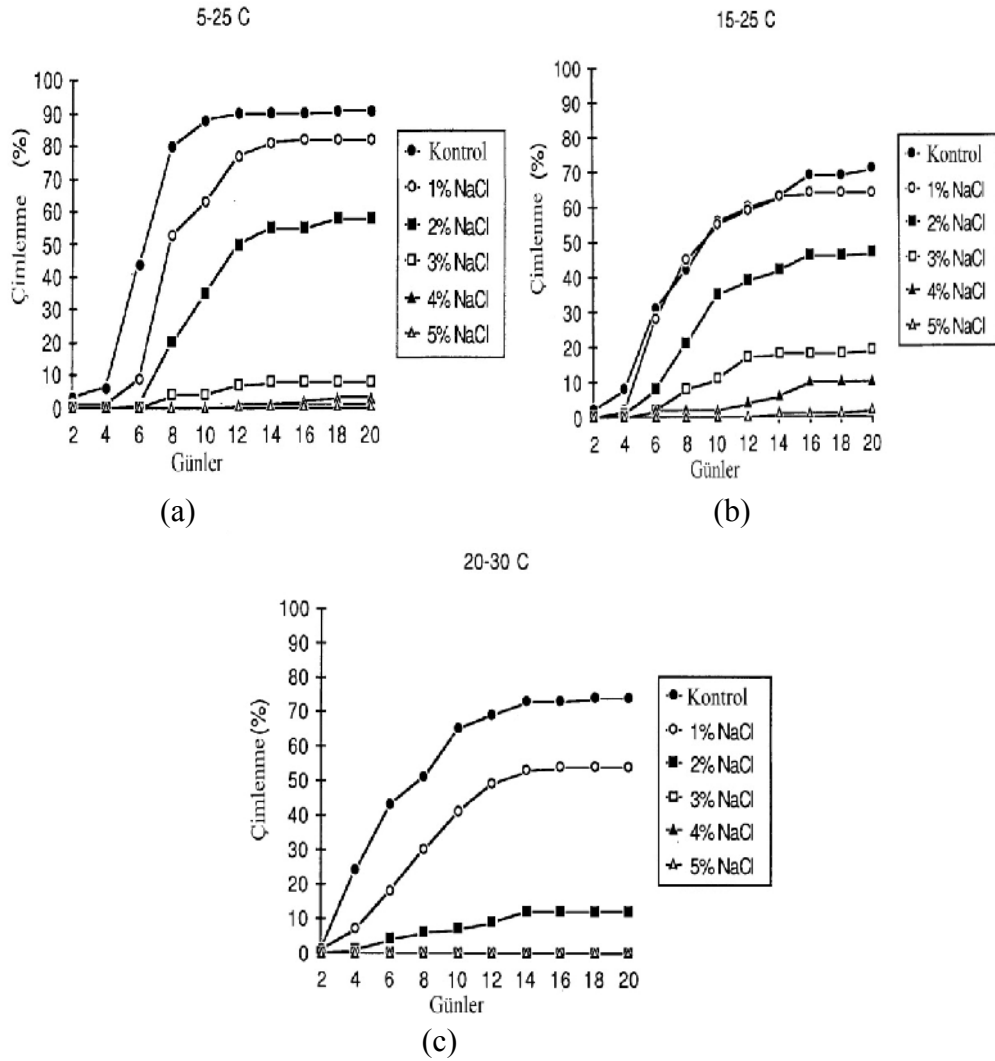 5-25 C
100
90
80
70
60
50
40
30
20
10
0
Çimlenme (%)
2 4 6 8 10 12 14 16 18 20
Günler
Kontrol
1% NaCl
2% NaCl
3% NaCl
4% NaCl
5% NaCl
(a)
15-25 C
100
90
80
70
60
50
40
30
20
10
0
Çimlenme (%)
2 4 6 8 10 12 14 16 18 20
Günler
Kontrol
1% NaCl
2% NaCl
3% NaCl
4% NaCl
5% NaCl
(b)
20-30 C
100
90
80
70
60
50
40
30
20
10
0
Çimlenme (%)
2 4 6 8 10 12 14 16 18 20
Günler
Kontrol
1% NaCl
2% NaCl
3% NaCl
4% NaCl
5% NaCl
(c)